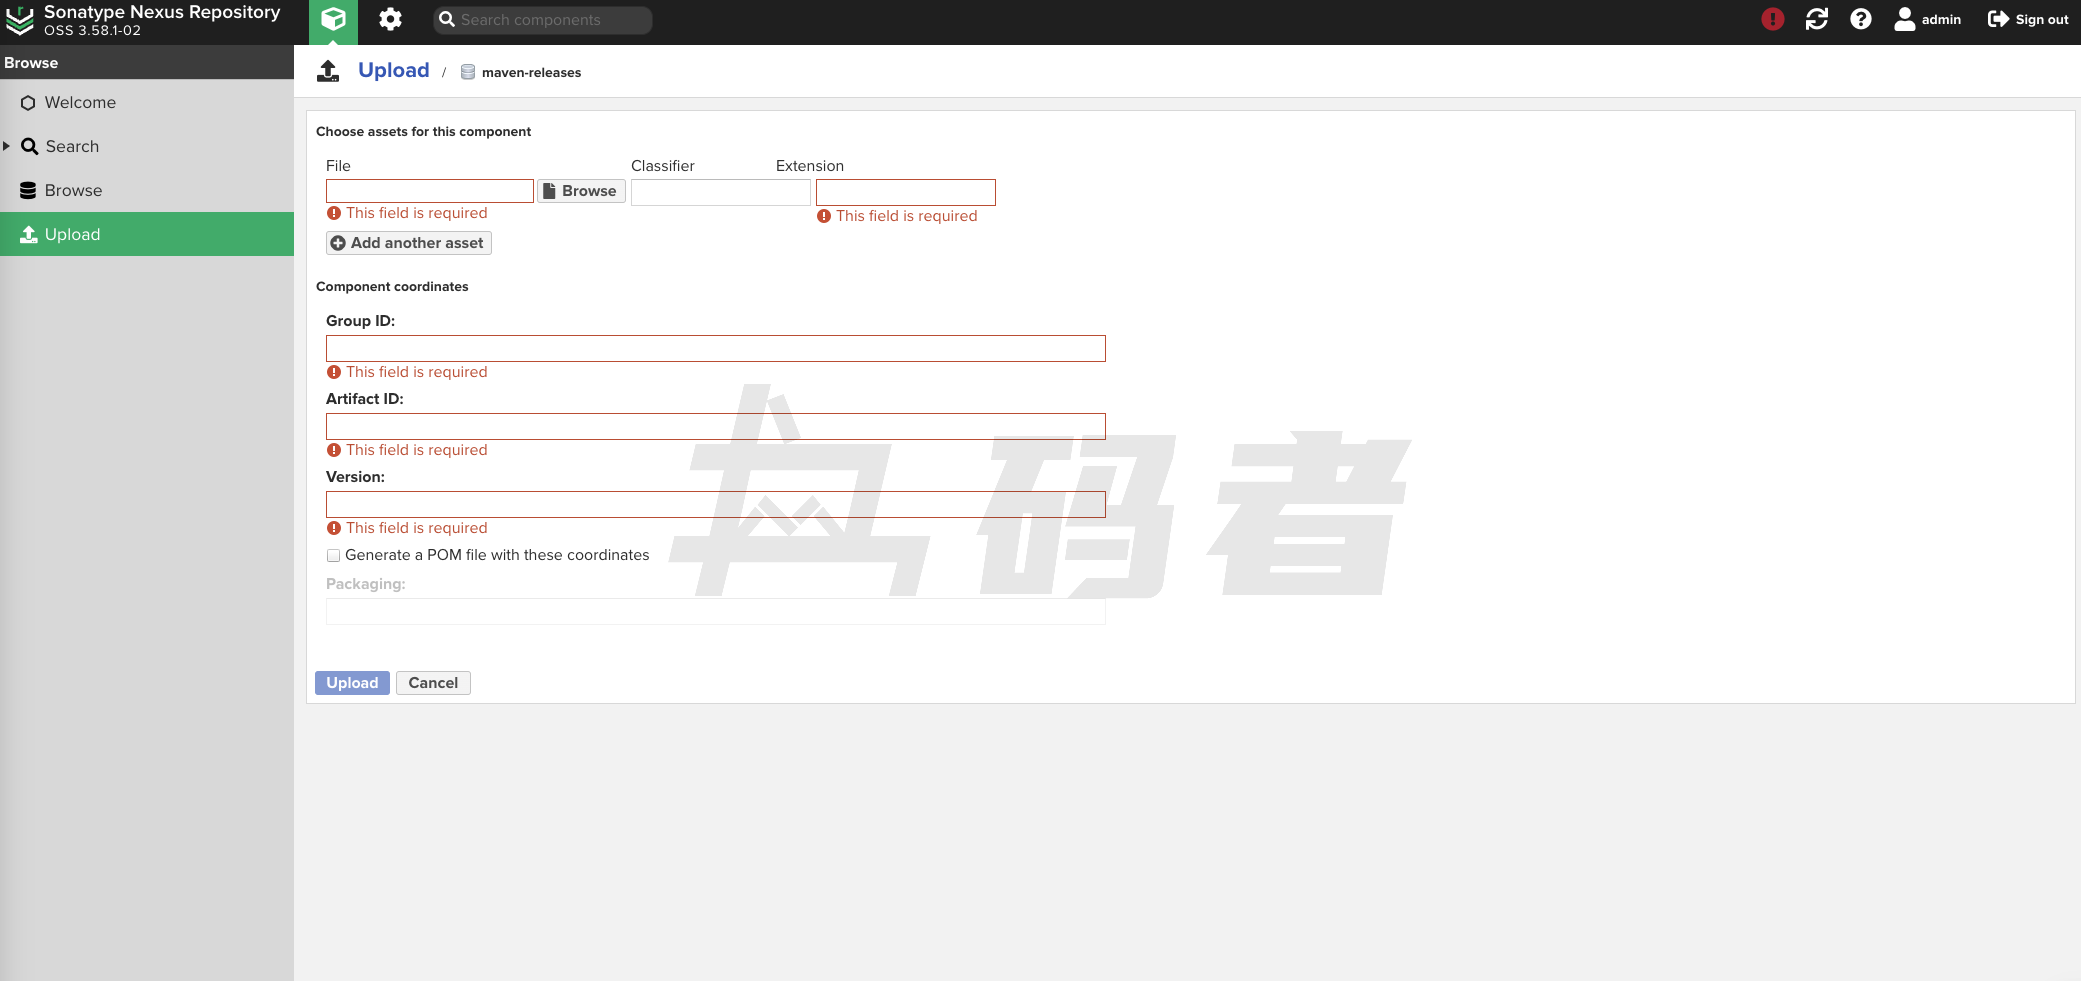 Sonatype Nexus Repository
OSS 3.58.1-02
Search components
admin
Sign out
Browse
Welcome
Search
Browse
Upload
Upload / maven-releases
Choose assets for this component
File Classifier Extension
Browse
This field is required
This field is required
Add another asset
Component coordinates
Group ID:
This field is required
Artifact ID:
This field is required
Version:
This field is required
Generate a POM file with these coordinates
Packaging:
Upload Cancel
码者